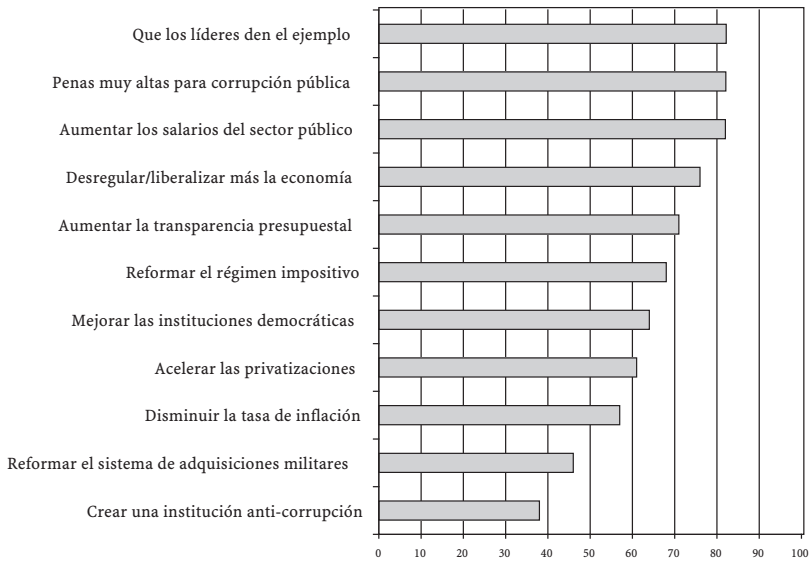 Que los líderes den el ejemplo
Penas muy altas para corrupción pública
Aumentar los salarios del sector público
Desregular/liberalizar más la economía
Aumentar la transparencia presupuestal
Reformar el régimen impositivo
Mejorar las instituciones democráticas
Acelerar las privatizaciones
Disminuir la tasa de inflación
Reformar el sistema de adquisiciones militares
Crear una institución anti-corrupción
0 10 20 30 40 50 60 70 80 90 100